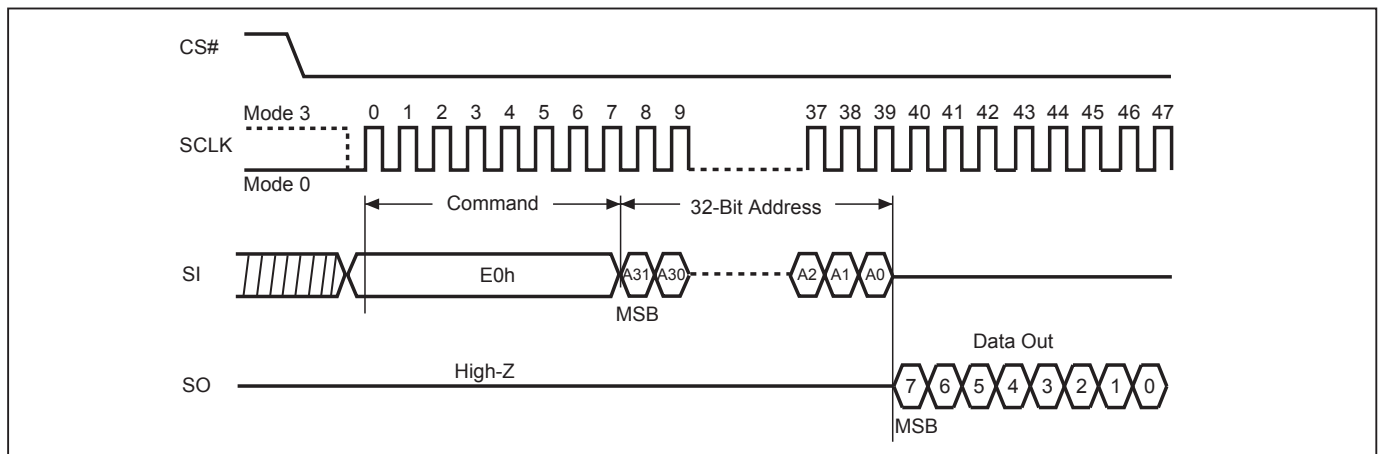 CS#
Mode 3
0 1 2 3 4 5 6 7 8 9 37 38 39 40 41 42 43 44 45 46 47
SCLK
Mode 0
Command 32-Bit Address
SI E0h A31 A30 A2 A1 A0
MSB
Data Out
High-Z
SO 7 6 5 4 3 2 1 0
MSB